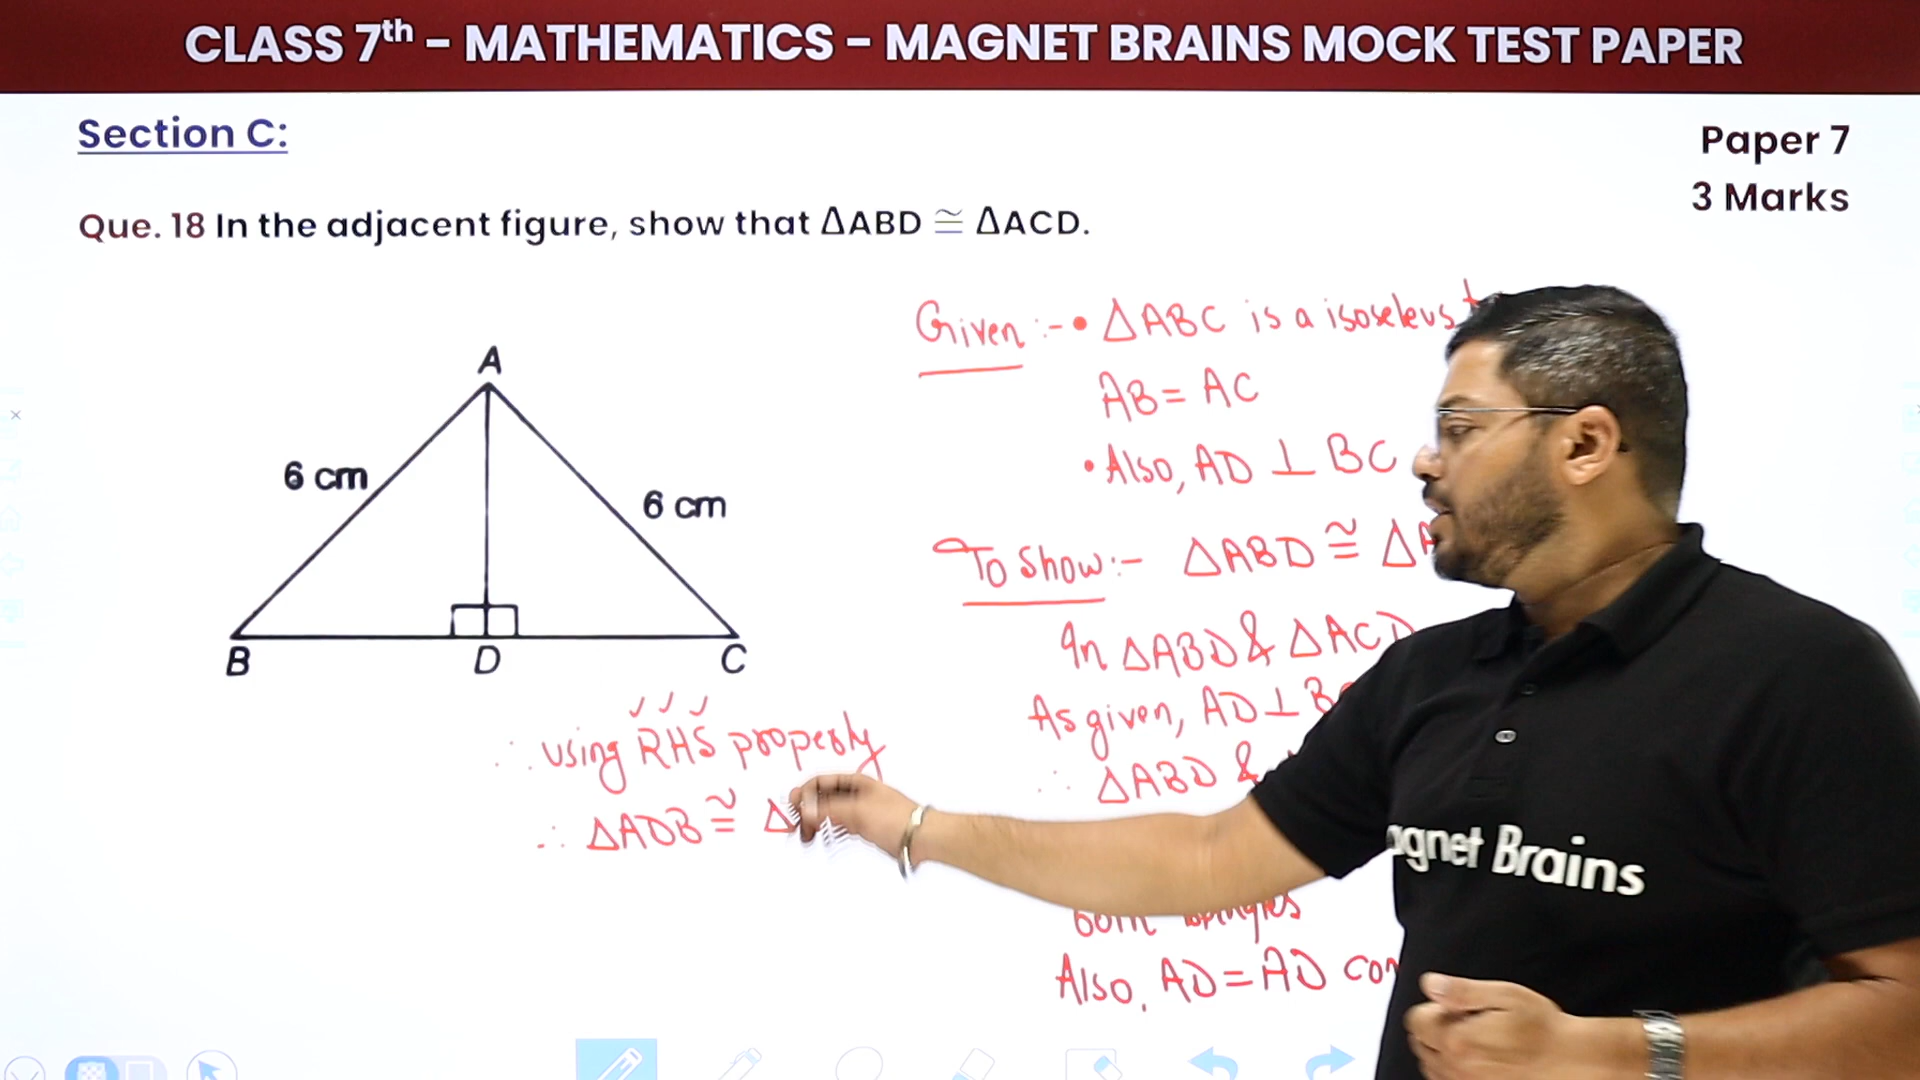 CLASS 7th - MATHEMATICS - MAGNET BRAINS MOCK TEST PAPER
Section C:
Paper 7
3 Marks
Que. 18 In the adjacent figure, show that ΔABD ≅ ΔACD.
A
6 cm
6 cm
B
D
C
Given :- • ΔABC is a isoseleus
AB = AC
• Also, AD ⊥ BC
To show :- ΔABD ≅ ΔA
In ΔABD & ΔACD
As given, AD ⊥ B
∴ ΔABD &
both
Also, AD = AD
∴ using RHS property
∴ ΔADB ≅ Δ
agnet Brains